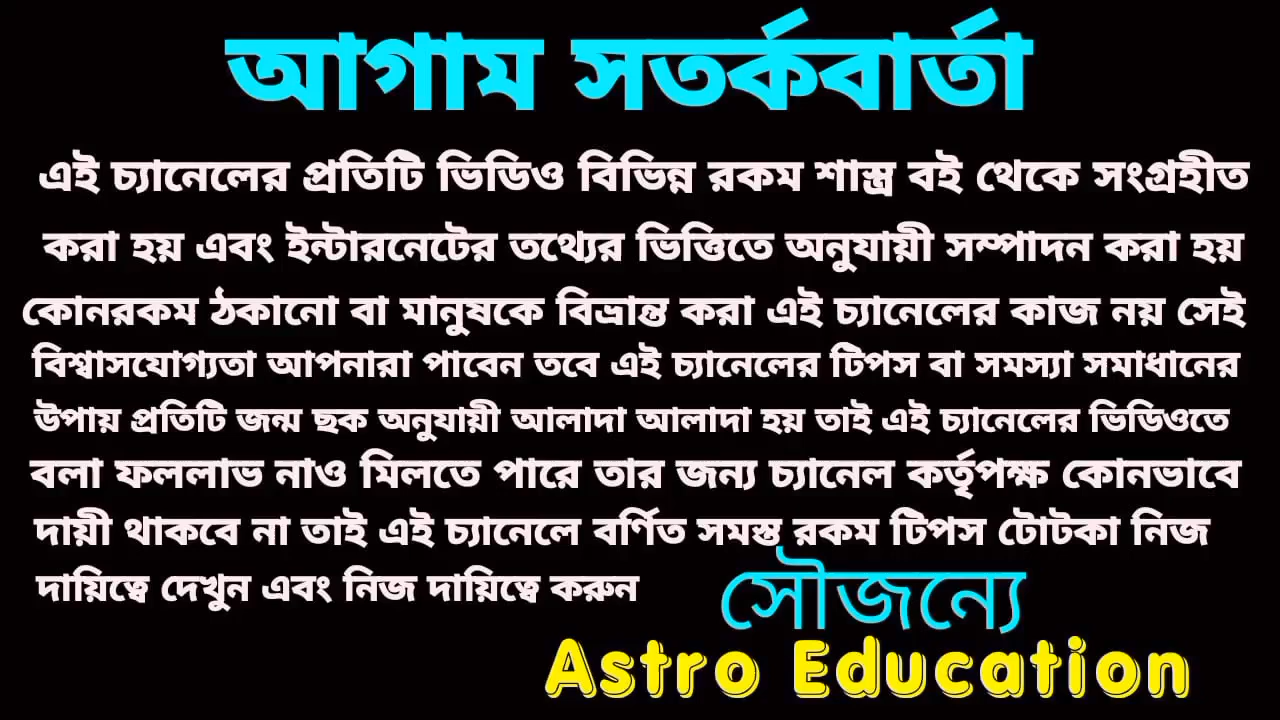 আগাম সতর্কবার্তা
এই চ্যানেলের প্রতিটি ভিডিও বিভিন্ন রকম শাস্ত্র বই থেকে সংগ্রহীত
করা হয় এবং ইন্টারনেটের তথ্যের ভিত্তিতে অনুযায়ী সম্পাদন করা হয়
কোনরকম ঠকানো বা মানুষকে বিভ্রান্ত করা এই চ্যানেলের কাজ নয় সেই
বিশ্বাসযোগ্যতা আপনারা পাবেন তবে এই চ্যানেলের টিপস বা সমস্যা সমাধানের
উপায় প্রতিটি জন্ম ছক অনুযায়ী আলাদা আলাদা হয় তাই এই চ্যানেলের ভিডিওতে
বলা ফললাভ নাও মিলতে পারে তার জন্য চ্যানেল কর্তৃপক্ষ কোনভাবে
দায়ী থাকবে না তাই এই চ্যানেলে বর্ণিত সমস্ত রকম টিপস টোটকা নিজ
দায়িত্বে দেখুন এবং নিজ দায়িত্বে করুন
সৌজন্যে
Astro Education